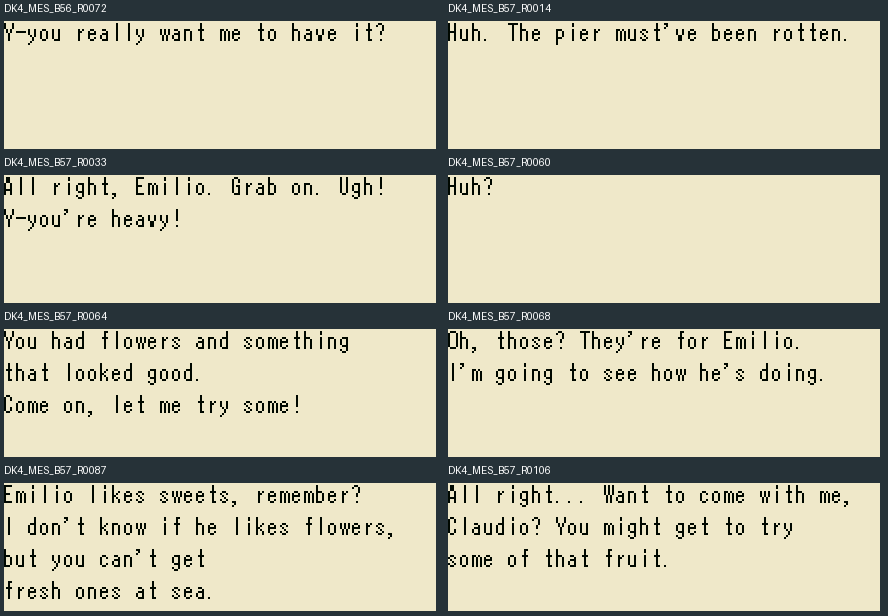 DK4_MES_B56_R0072
Y-you really want me to have it?
DK4_MES_B57_R0014
Huh. The pier must've been rotten.
DK4_MES_B57_R0033
All right, Emilio. Grab on. Ugh!
Y-you're heavy!
DK4_MES_B57_R0060
Huh?
DK4_MES_B57_R0064
You had flowers and something
that looked good.
Come on, let me try some!
DK4_MES_B57_R0068
Oh, those? They're for Emilio.
I'm going to see how he's doing.
DK4_MES_B57_R0087
Emilio likes sweets, remember?
I don't know if he likes flowers,
but you can't get
fresh ones at sea.
DK4_MES_B57_R0106
All right... Want to come with me,
Claudio? You might get to try
some of that fruit.